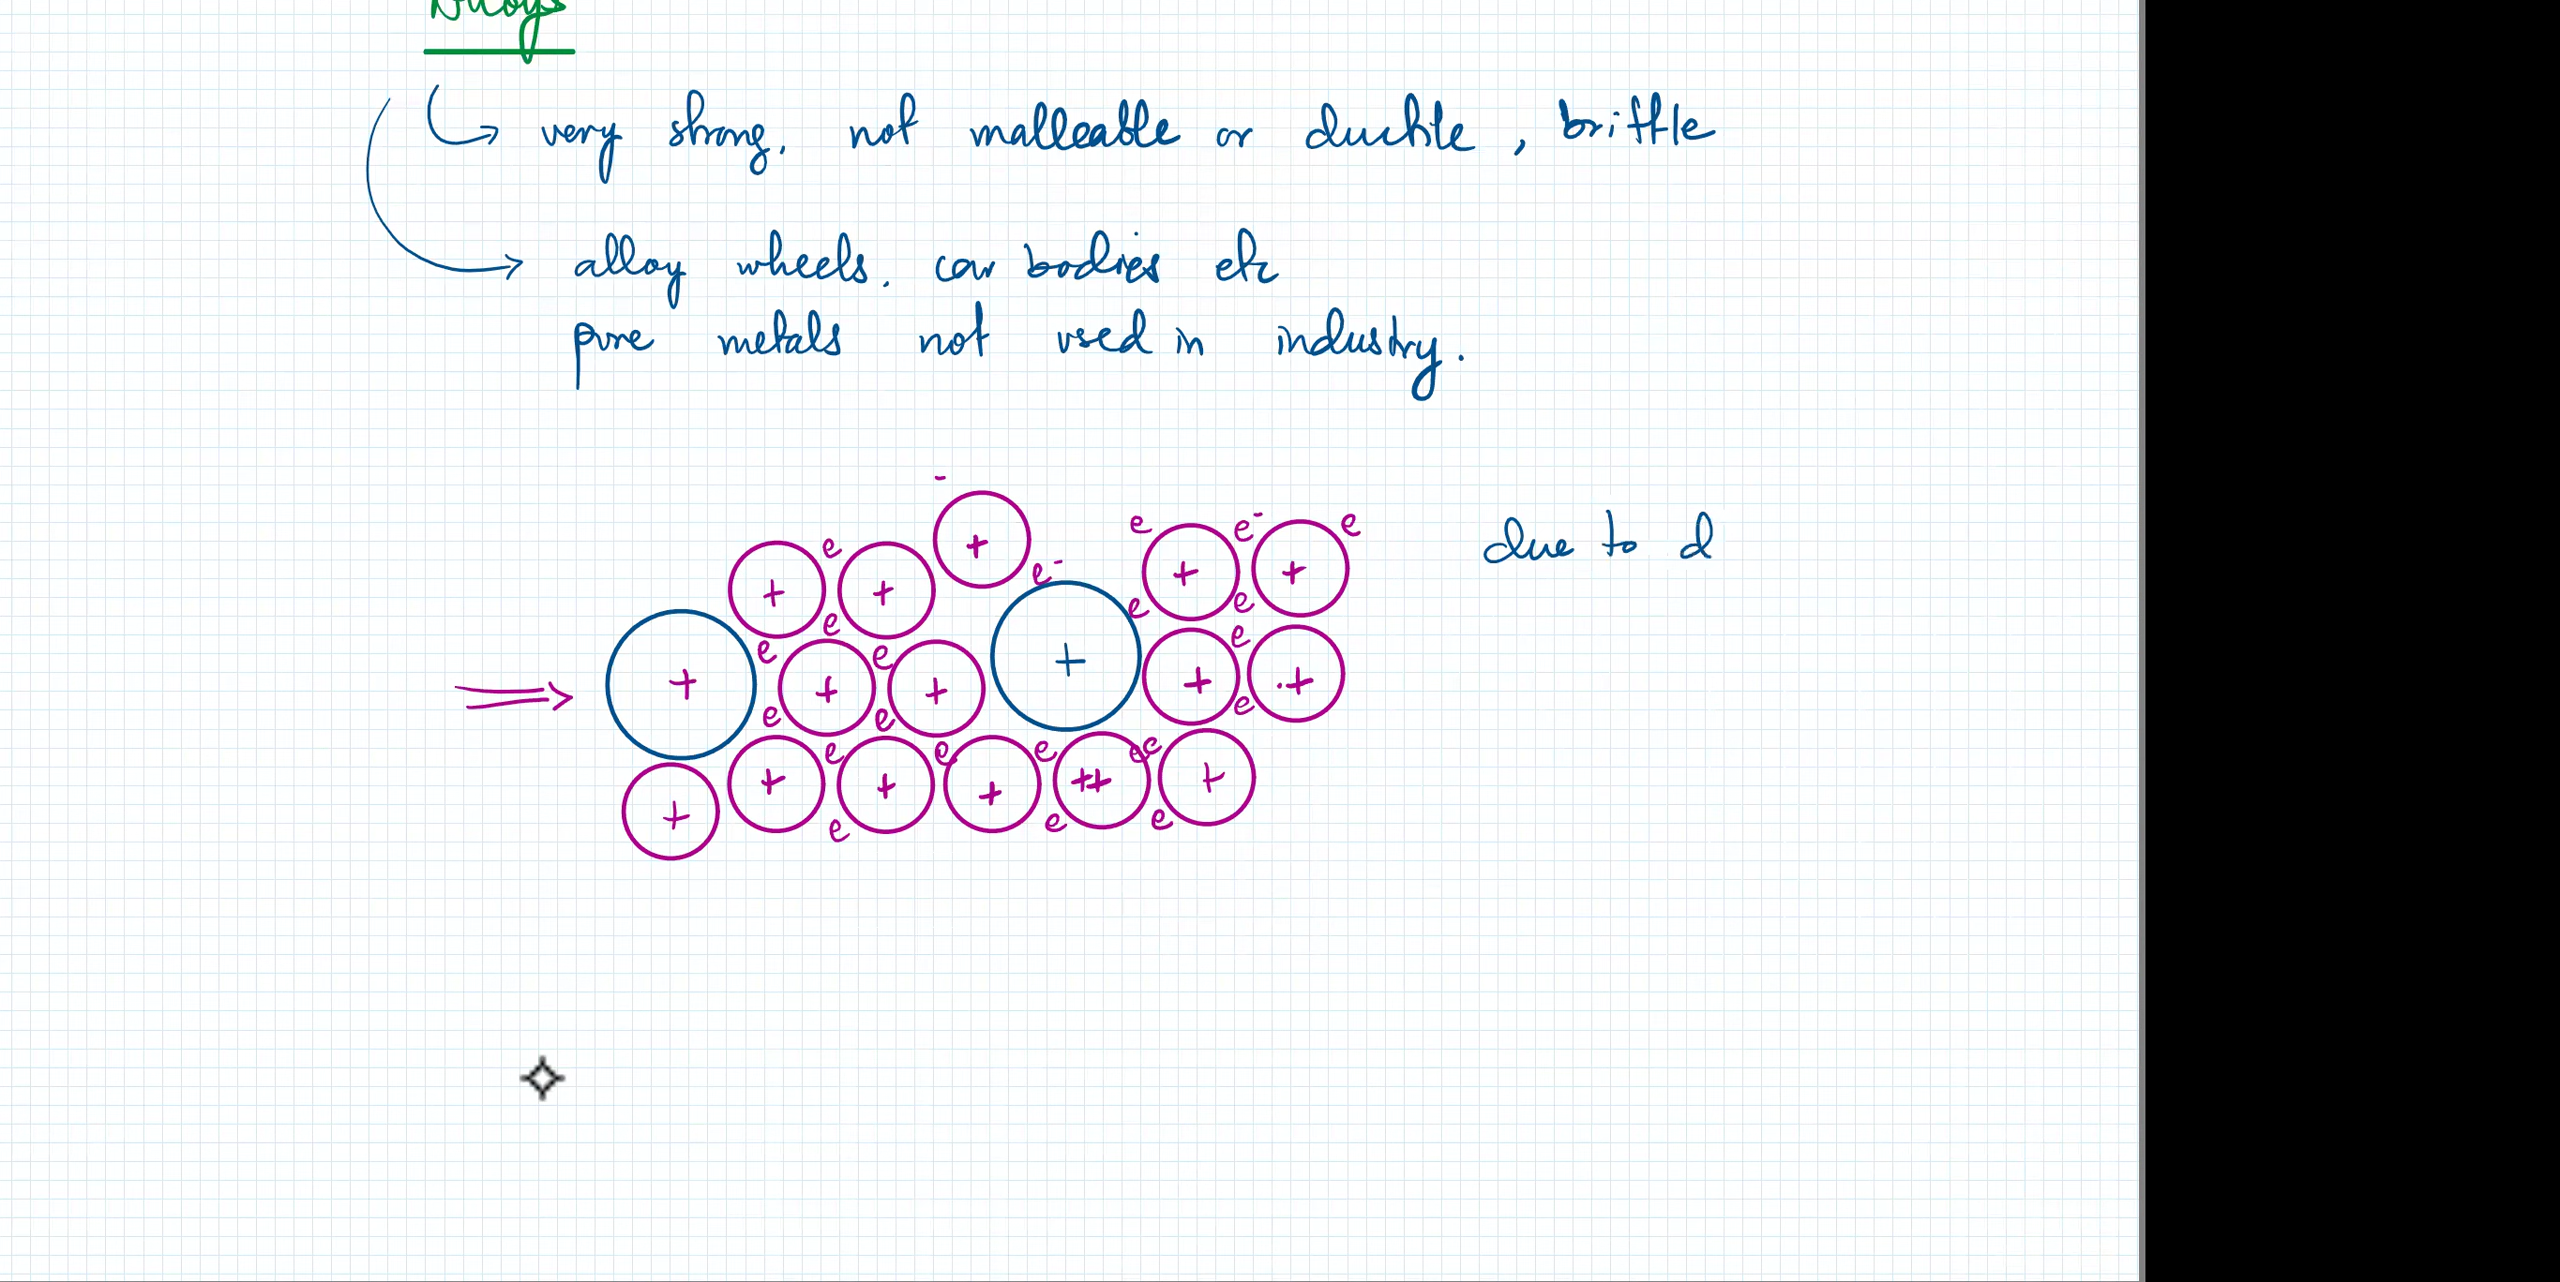 Alloys
very strong, not malleable or ductile, brittle
alloy wheels, car bodies etc
pure metals not used in industry.
-
+ e + + e⁻ e + e⁻ + e
e e e
+ e + e + + e + e .+
e e e
+ + e + e + e ++ e e +
e e e
due to d